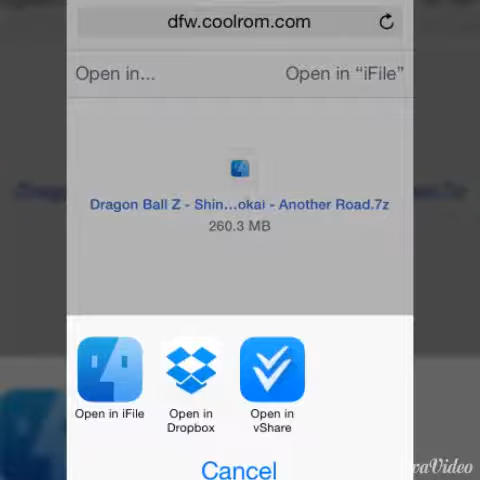 dfw.coolrom.com
Open in...
Open in “iFile”
Dragon Ball Z - Shin...okai - Another Road.7z
260.3 MB
Open in iFile
Open in
Dropbox
Open in
vShare
Cancel